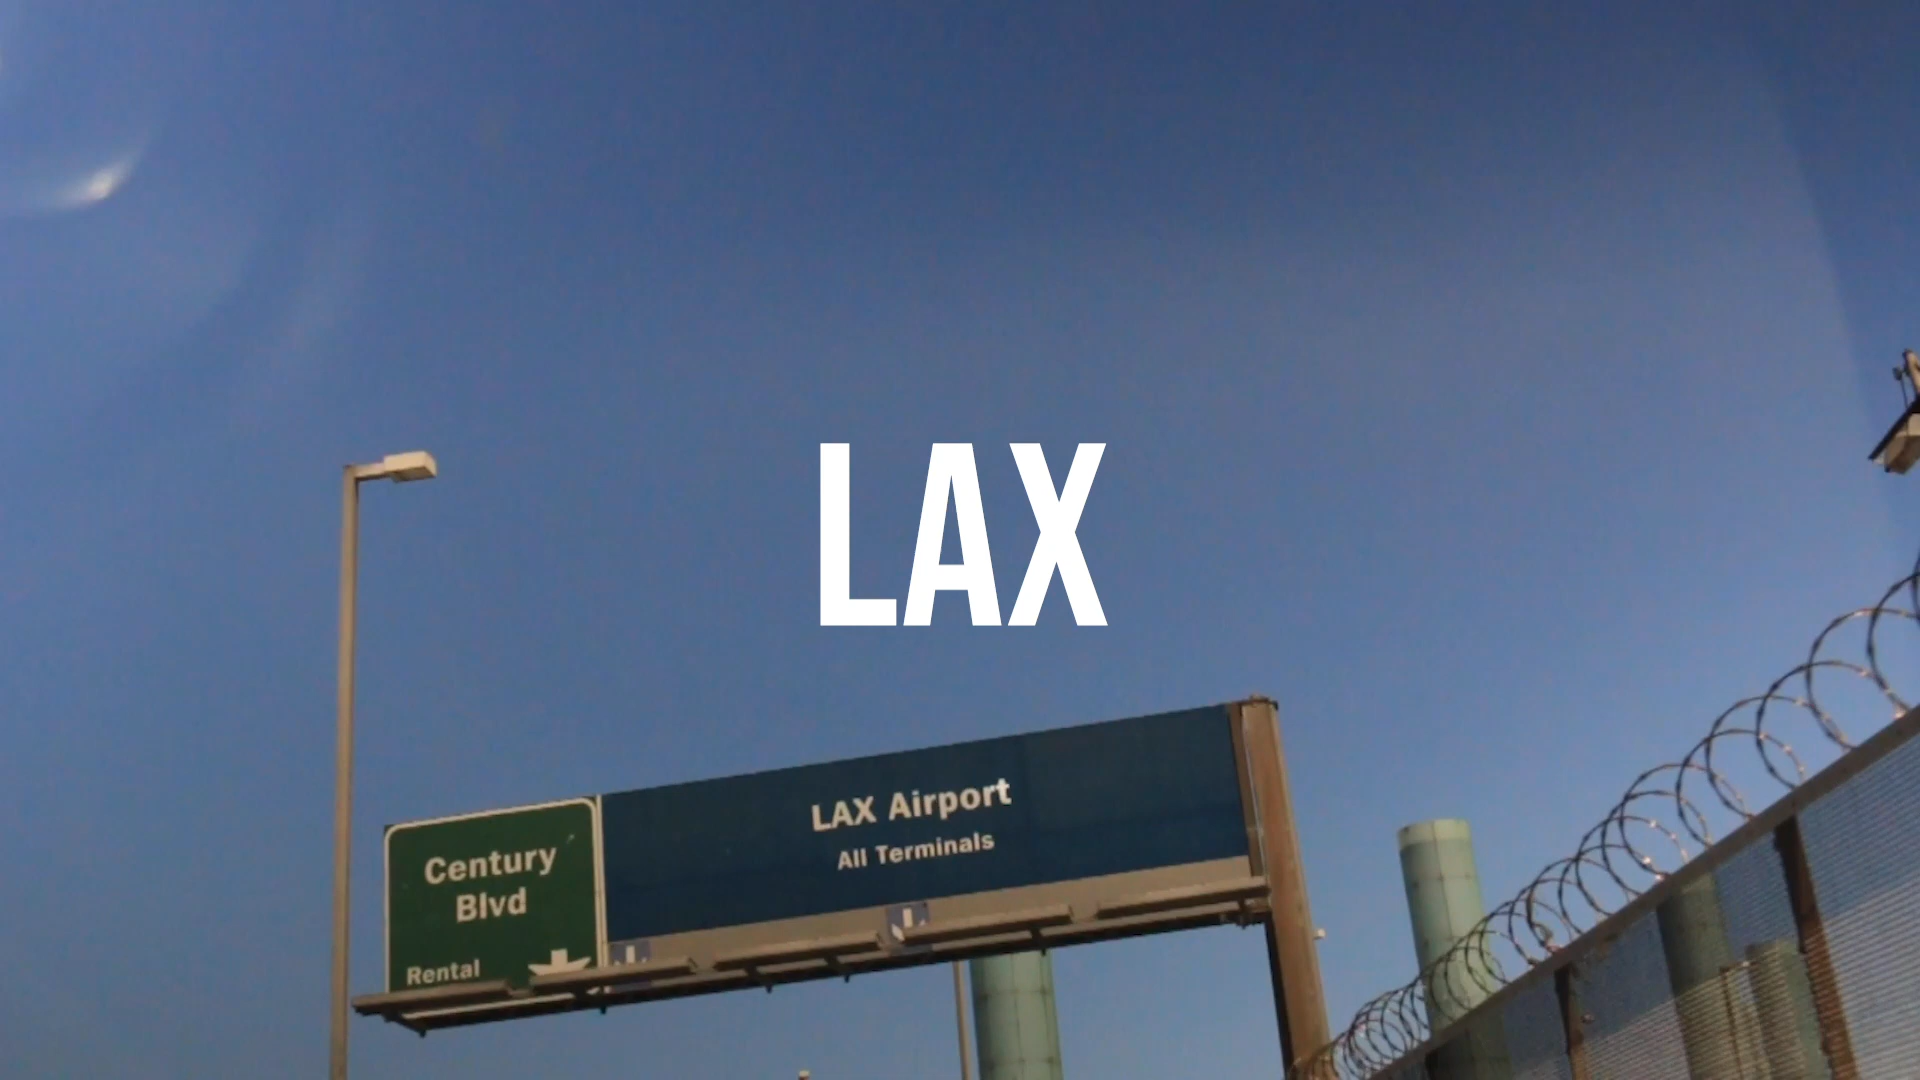 LAX
LAX Airport
All Terminals
Century
Blvd
Rental